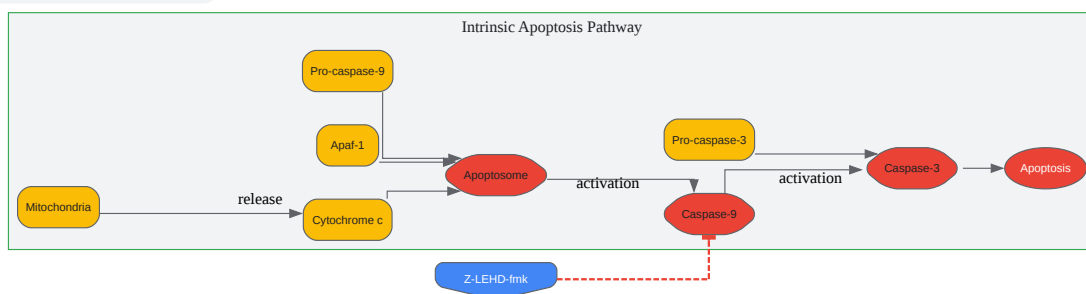 Intrinsic Apoptosis Pathway
Pro-caspase-9
Apaf-1
Pro-caspase-3
Apoptosome
Caspase-3
Apoptosis
activation
activation
Mitochondria
release
Cytochrome c
Caspase-9
Z-LEHD-fmk